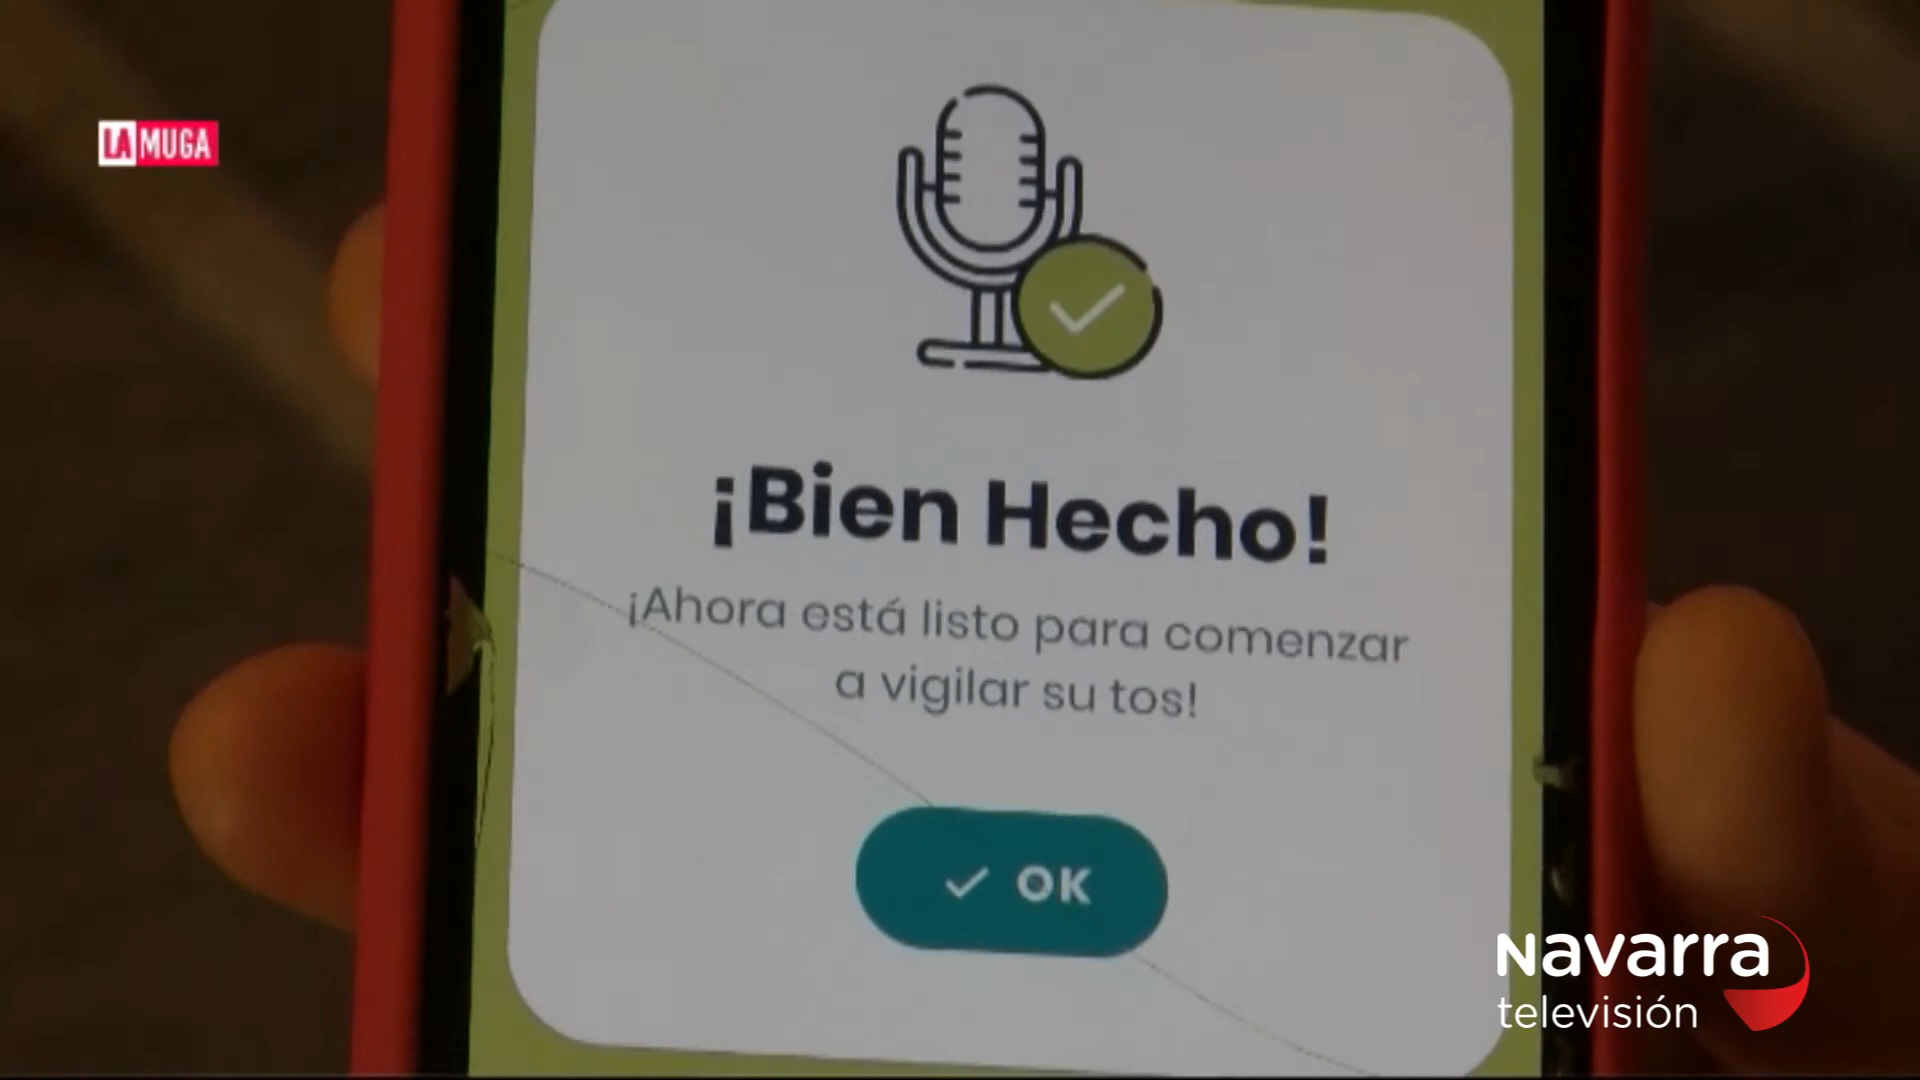 LA MUGA
¡Bien Hecho!
¡Ahora está listo para comenzar
a vigilar su tos!
OK
Navarra
televisión